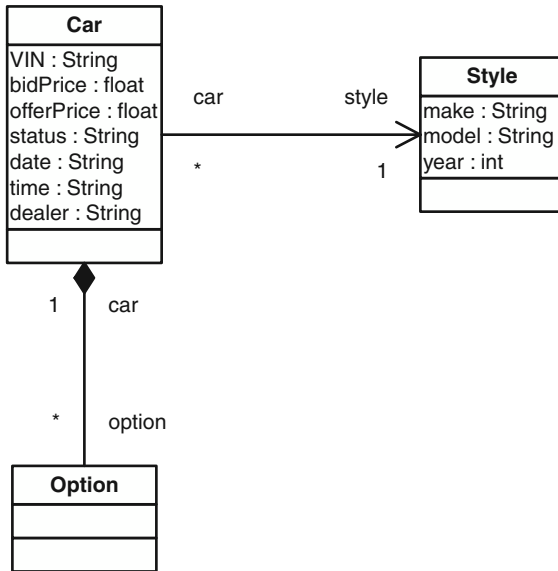 Car
VIN : String
bidPrice : float
offerPrice : float
status : String
date : String
time : String
dealer : String
car
style
*
1
Style
make : String
model : String
year : int
1
car
*
option
Option